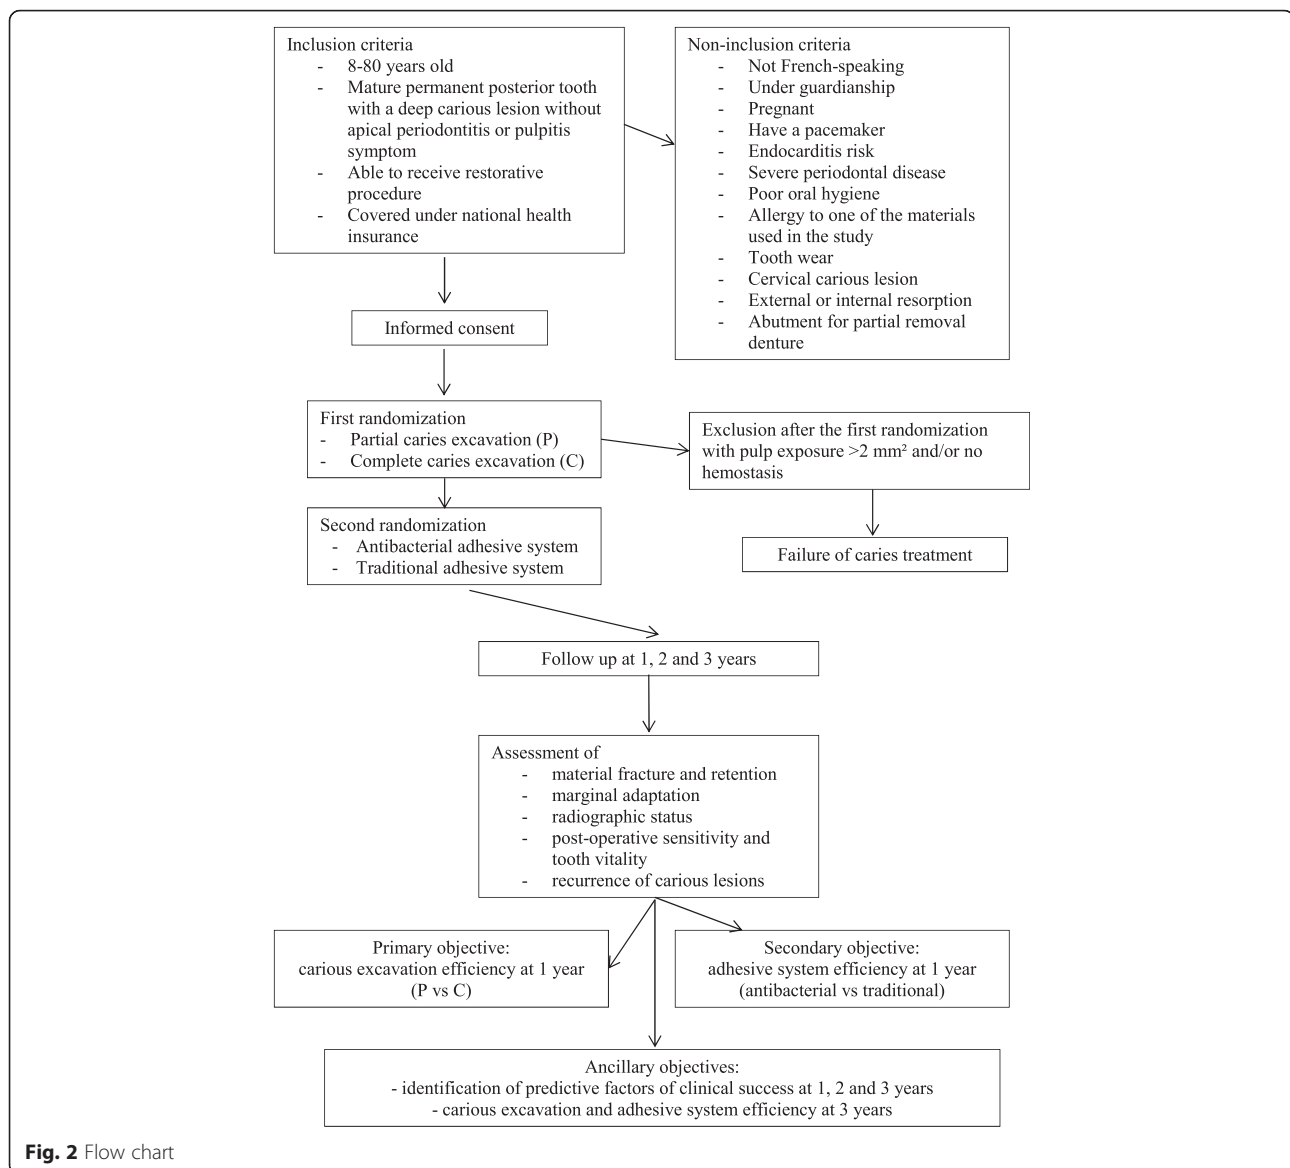 Inclusion criteria
- 8-80 years old
- Mature permanent posterior tooth
with a deep carious lesion without
apical periodontitis or pulpitis
symptom
- Able to receive restorative
procedure
- Covered under national health
insurance
Non-inclusion criteria
- Not French-speaking
- Under guardianship
- Pregnant
- Have a pacemaker
- Endocarditis risk
- Severe periodontal disease
- Poor oral hygiene
- Allergy to one of the materials
used in the study
- Tooth wear
- Cervical carious lesion
- External or internal resorption
- Abutment for partial removal
denture
Informed consent
First randomization
- Partial caries excavation (P)
- Complete caries excavation (C)
Exclusion after the first randomization
with pulp exposure >2 mm² and/or no
hemostasis
Second randomization
- Antibacterial adhesive system
- Traditional adhesive system
Failure of caries treatment
Follow up at 1, 2 and 3 years
Assessment of
- material fracture and retention
- marginal adaptation
- radiographic status
- post-operative sensitivity and
tooth vitality
- recurrence of carious lesions
Primary objective:
carious excavation efficiency at 1 year
(P vs C)
Secondary objective:
adhesive system efficiency at 1 year
(antibacterial vs traditional)
Ancillary objectives:
- identification of predictive factors of clinical success at 1, 2 and 3 years
- carious excavation and adhesive system efficiency at 3 years
Fig. 2 Flow chart